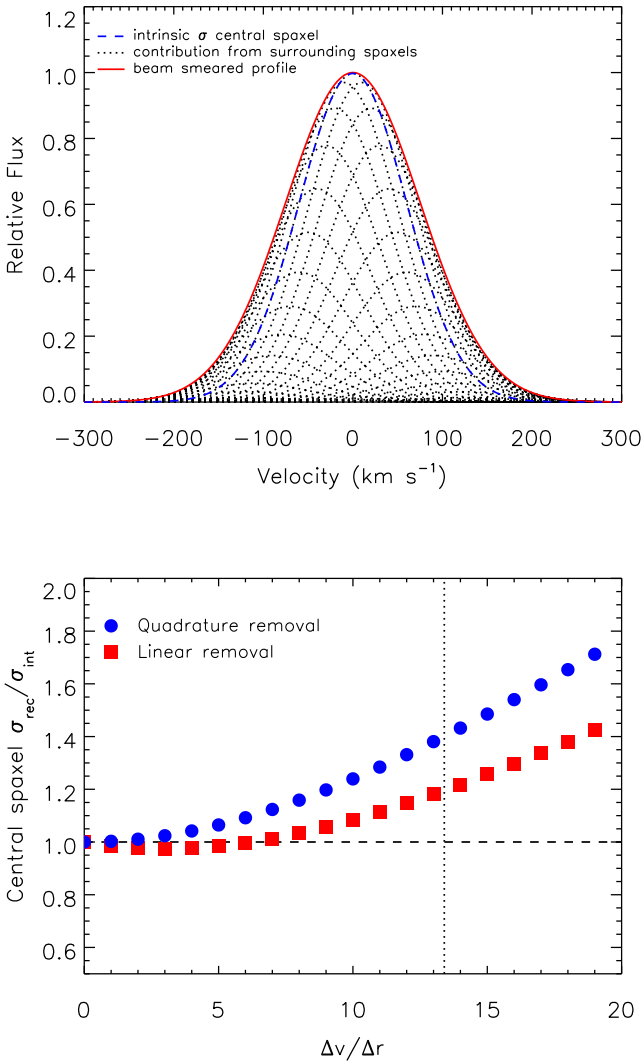 1.2
intrinsic σ central spaxel
contribution from surrounding spaxels
beam smeared profile
1.0
0.8
0.6
0.4
0.2
0.0
Relative Flux
−300 −200 −100 0 100 200 300
Velocity (km s⁻¹)
2.0
1.8
1.6
1.4
1.2
1.0
0.8
0.6
Quadrature removal
Linear removal
Central spaxel σrec/σint
0 5 10 15 20
Δv/Δr